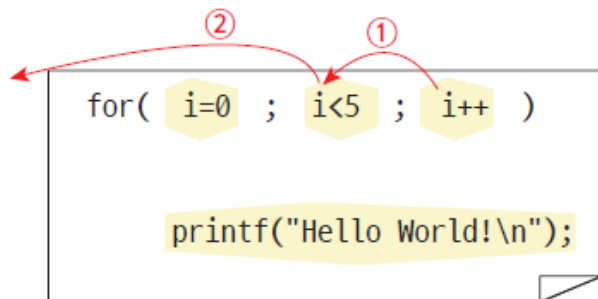 ② ①
for( i=0 ; i<5 ; i++ )
printf("Hello World!\n");